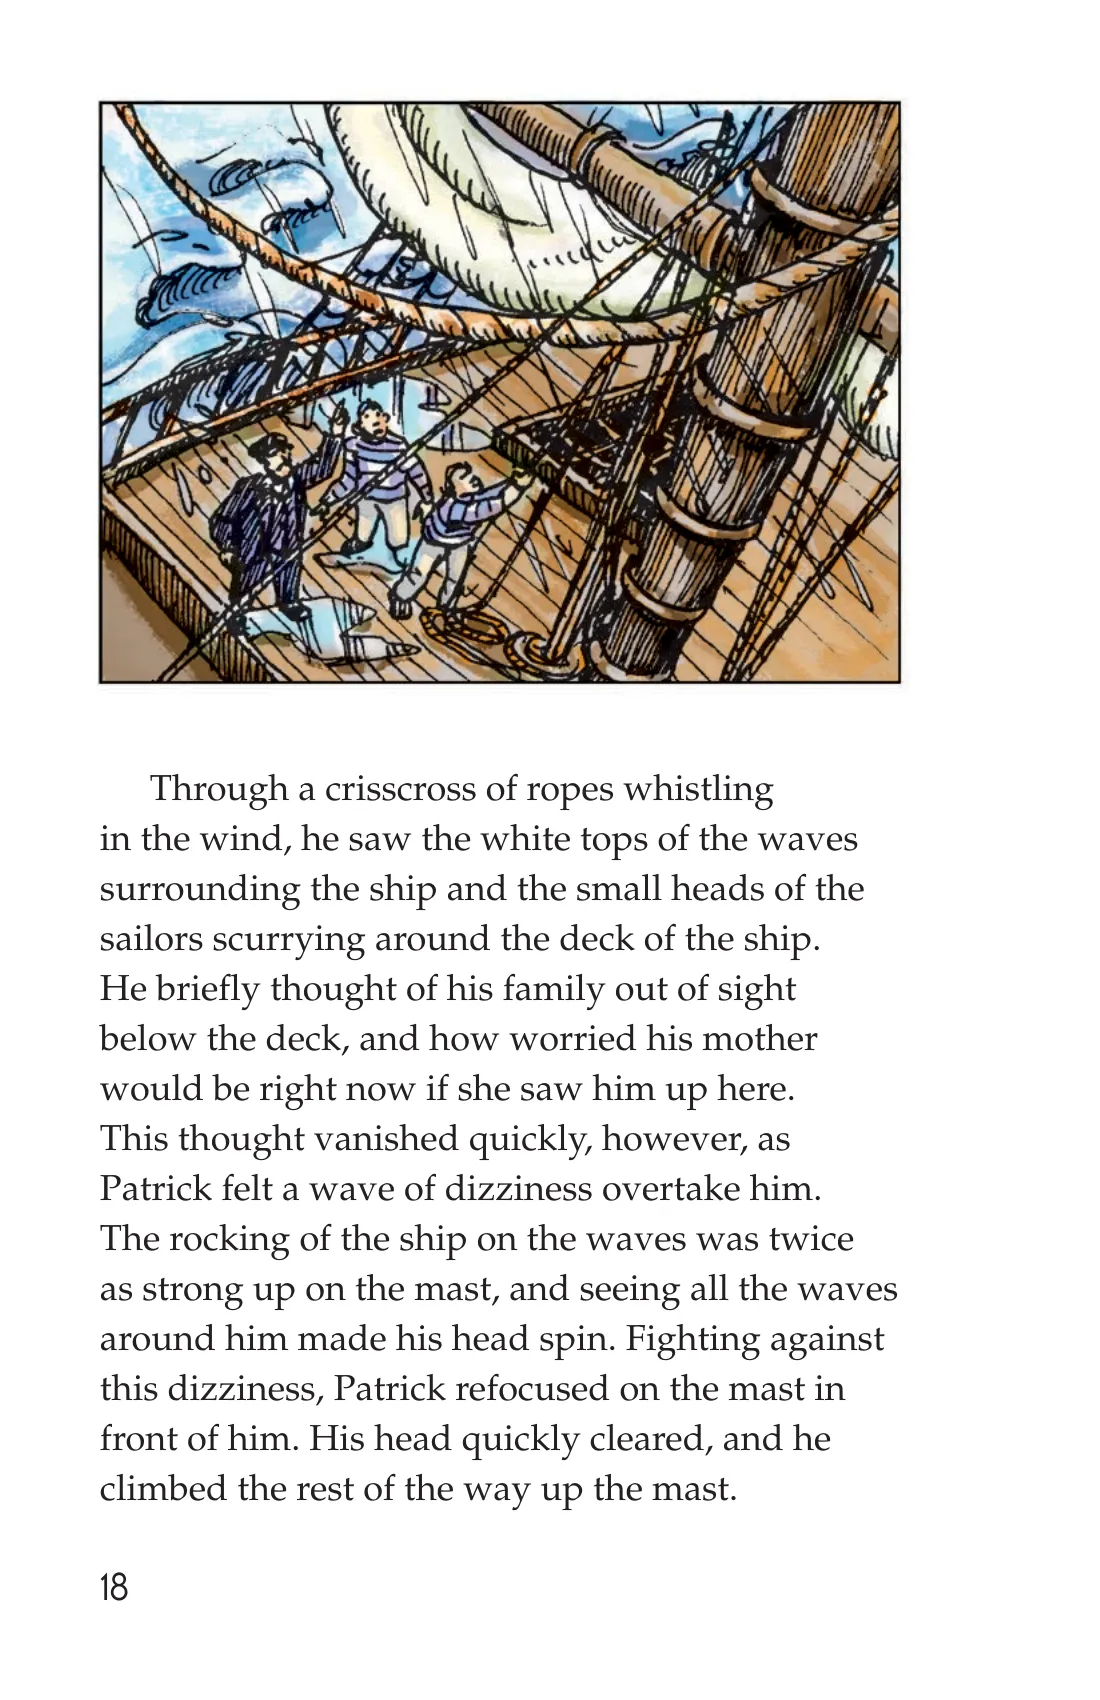 Through a crisscross of ropes whistling
in the wind, he saw the white tops of the waves
surrounding the ship and the small heads of the
sailors scurrying around the deck of the ship.
He briefly thought of his family out of sight
below the deck, and how worried his mother
would be right now if she saw him up here.
This thought vanished quickly, however, as
Patrick felt a wave of dizziness overtake him.
The rocking of the ship on the waves was twice
as strong up on the mast, and seeing all the waves
around him made his head spin. Fighting against
this dizziness, Patrick refocused on the mast in
front of him. His head quickly cleared, and he
climbed the rest of the way up the mast.
18